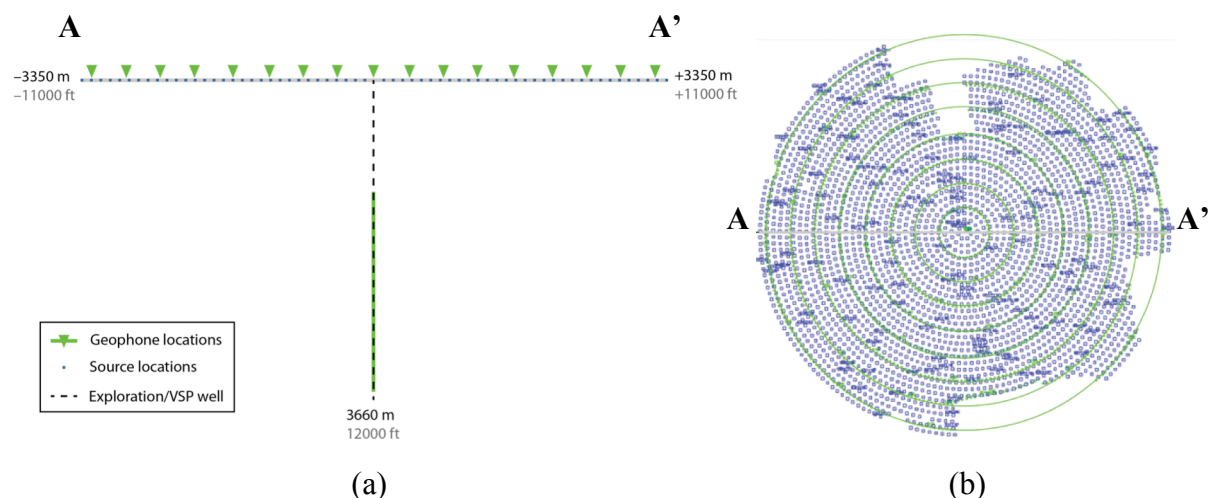 A
A’
–3350 m
–11000 ft
+3350 m
+11000 ft
Geophone locations
Source locations
Exploration/VSP well
3660 m
12000 ft
(a)
A
A’
(b)